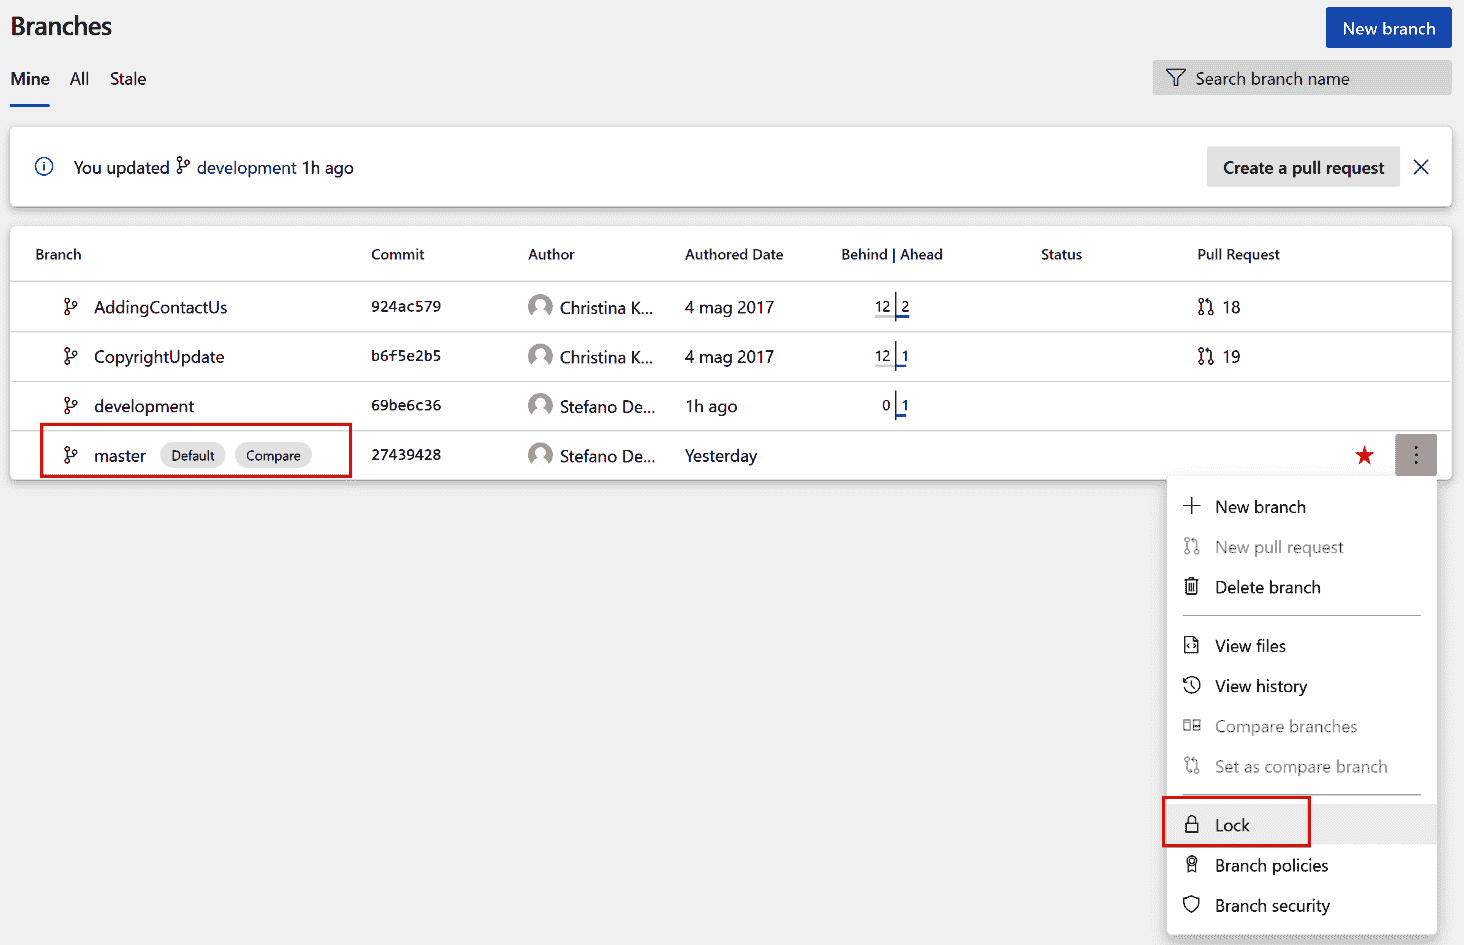 Branches
New branch
Mine All Stale
Search branch name
You updated development 1h ago
Create a pull request
Branch Commit Author Authored Date Behind | Ahead Status Pull Request
AddingContactUs 924ac579 Christina K... 4 mag 2017 12 2 18
CopyrightUpdate b6f5e2b5 Christina K... 4 mag 2017 12 1 19
development 69be6c36 Stefano De... 1h ago 0 1
master Default Compare 27439428 Stefano De... Yesterday
New branch
New pull request
Delete branch
View files
View history
Compare branches
Set as compare branch
Lock
Branch policies
Branch security